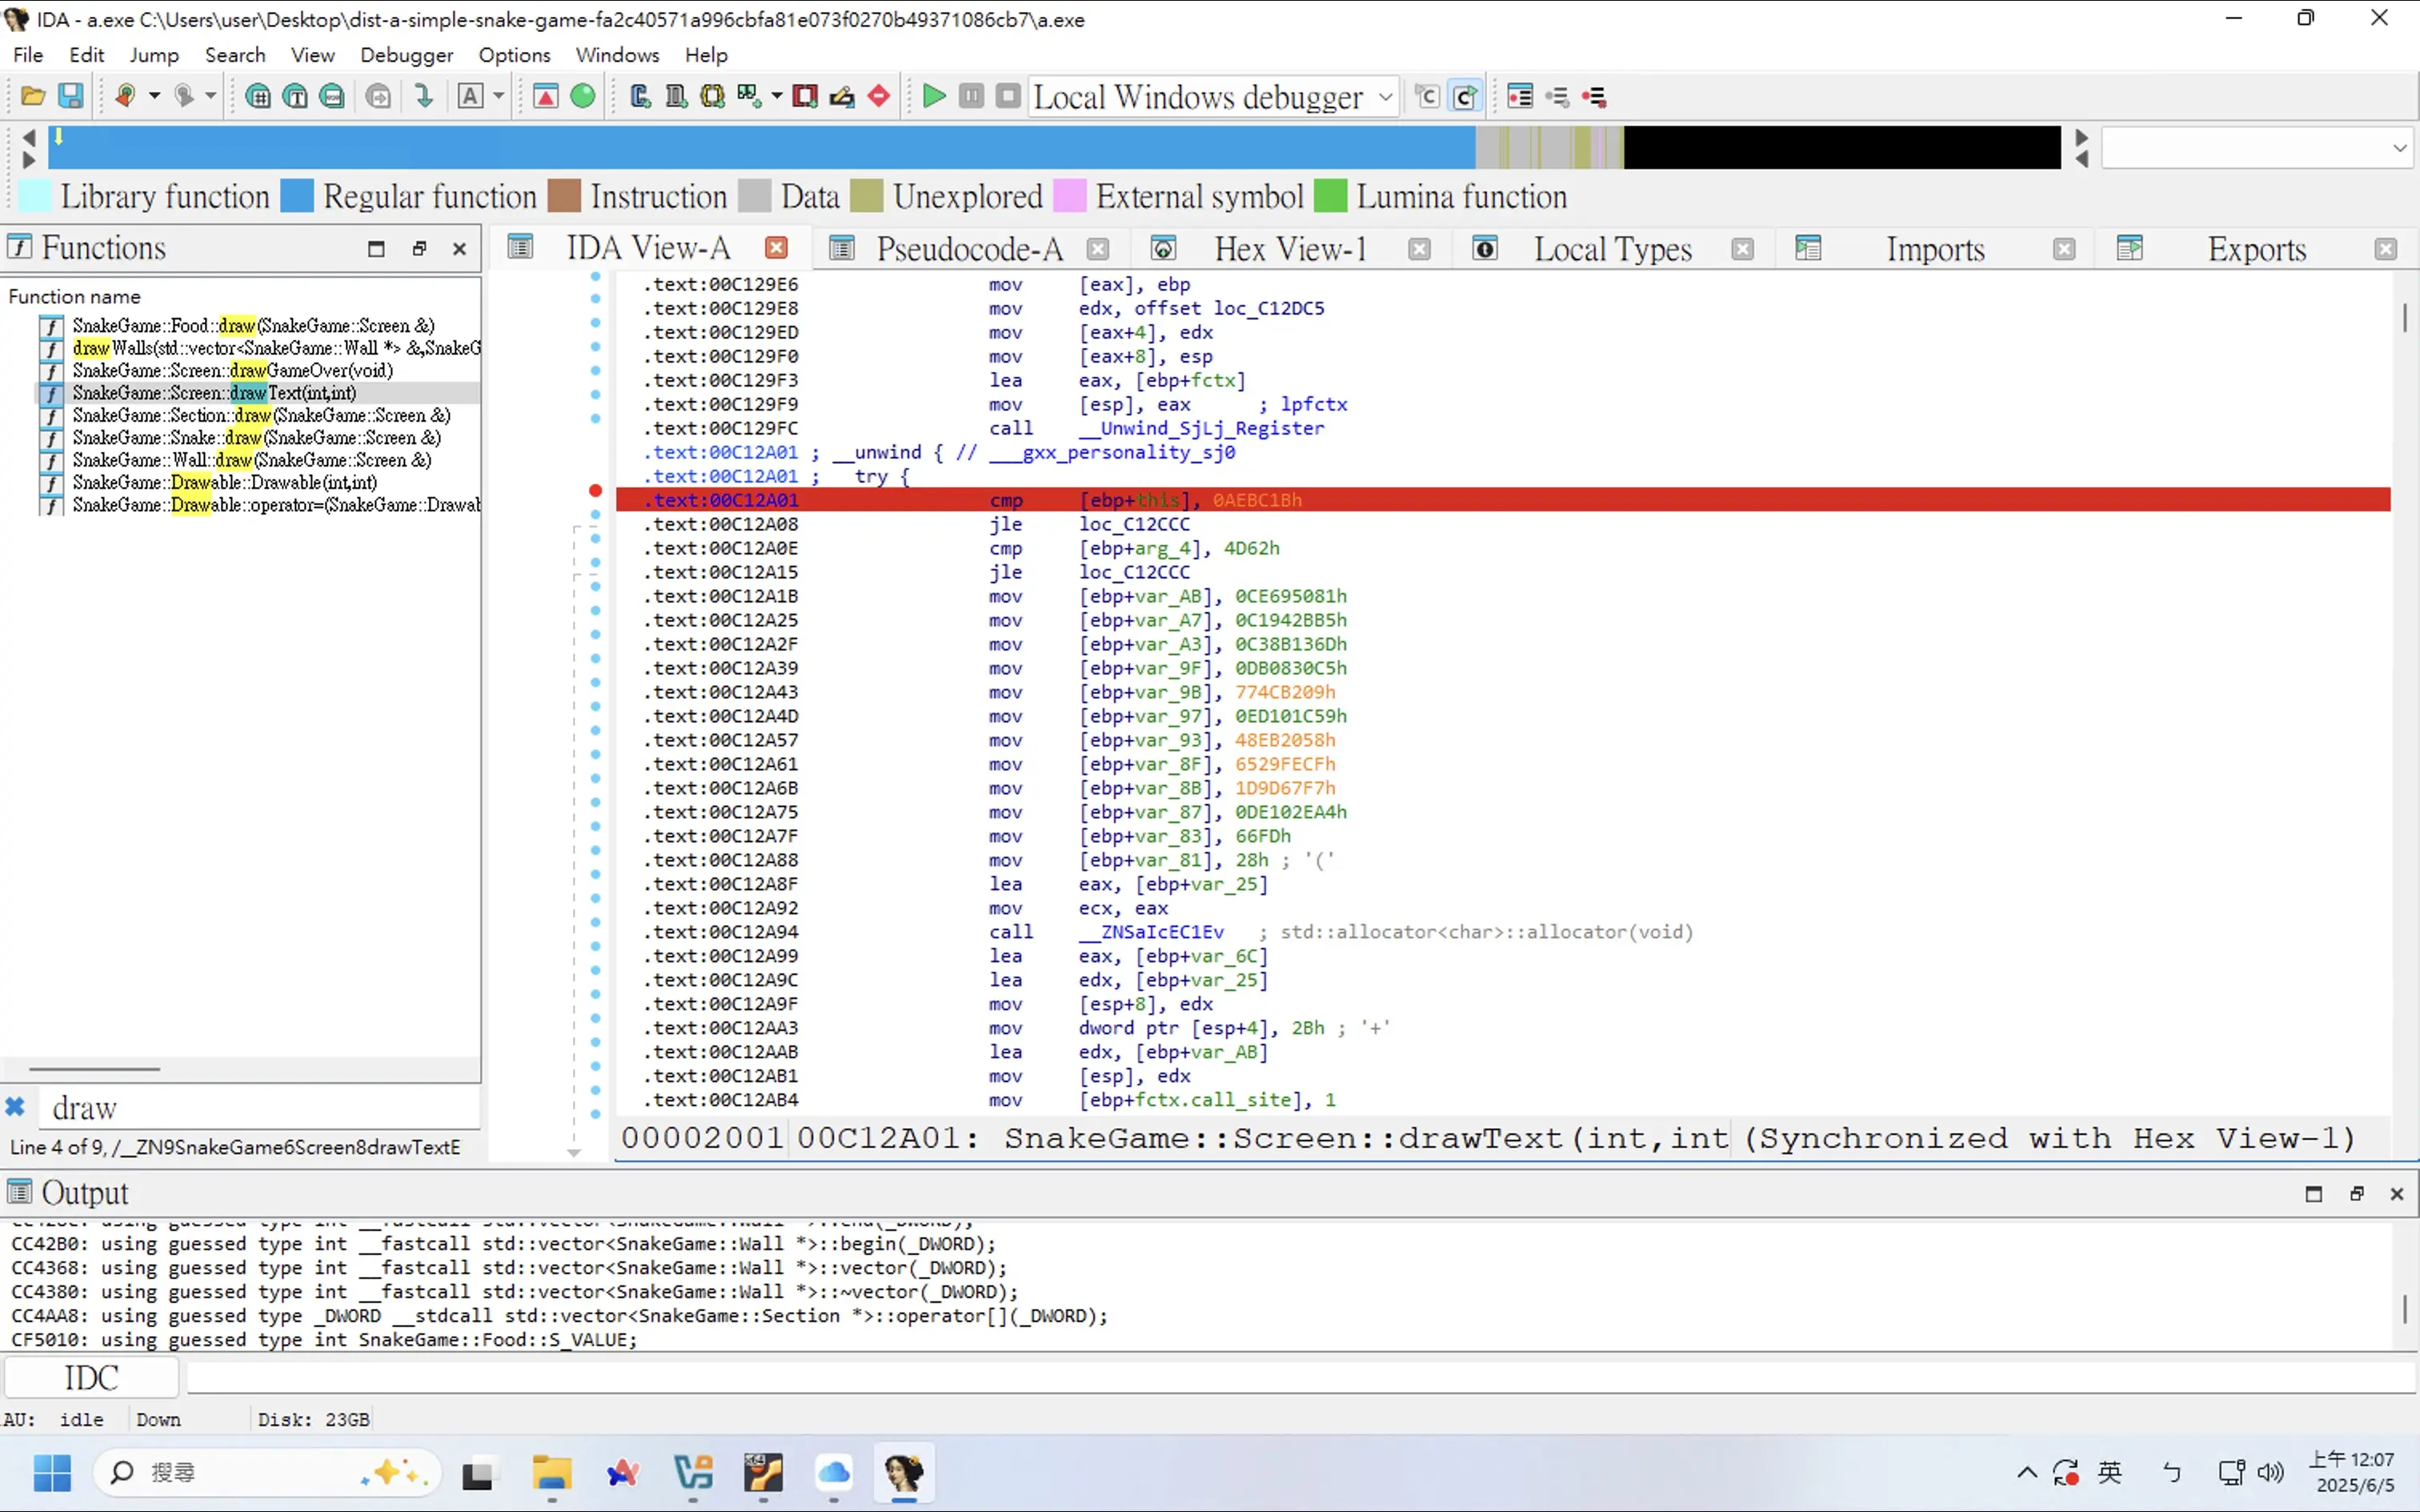 IDA - a.exe C:\Users\user\Desktop\dist-a-simple-snake-game-fa2c40571a996cbfa81e073f0270b49371086cb7\a.exe
File Edit Jump Search View Debugger Options Windows Help
Local Windows debugger
Library function Regular function Instruction Data Unexplored External symbol Lumina function
Functions
IDA View-A Pseudocode-A Hex View-1 Local Types Imports Exports
Function name
SnakeGame::Food::draw(SnakeGame::Screen &)
drawWalls(std::vector<SnakeGame::Wall *> &,SnakeG
SnakeGame::Screen::drawGameOver(void)
SnakeGame::Screen::drawText(int,int)
SnakeGame::Section::draw(SnakeGame::Screen &)
SnakeGame::Snake::draw(SnakeGame::Screen &)
SnakeGame::Wall::draw(SnakeGame::Screen &)
SnakeGame::Drawable::Drawable(int,int)
SnakeGame::Drawable::operator=(SnakeGame::Drawab
draw
Line 4 of 9, /__ZN9SnakeGame6Screen8drawTextE
.text:00C129E6 mov [eax], ebp
.text:00C129E8 mov edx, offset loc_C12DC5
.text:00C129ED mov [eax+4], edx
.text:00C129F0 mov [eax+8], esp
.text:00C129F3 lea eax, [ebp+fctx]
.text:00C129F9 mov [esp], eax ; lpfctx
.text:00C129FC call __Unwind_SjLj_Register
.text:00C12A01 ; __unwind { // ___gxx_personality_sj0
.text:00C12A01 ; try {
.text:00C12A01 cmp [ebp+this], 0AEBC1Bh
.text:00C12A08 jle loc_C12CCC
.text:00C12A0E cmp [ebp+arg_4], 4D62h
.text:00C12A15 jle loc_C12CCC
.text:00C12A1B mov [ebp+var_AB], 0CE695081h
.text:00C12A25 mov [ebp+var_A7], 0C1942BB5h
.text:00C12A2F mov [ebp+var_A3], 0C38B136Dh
.text:00C12A39 mov [ebp+var_9F], 0DB0830C5h
.text:00C12A43 mov [ebp+var_9B], 774CB209h
.text:00C12A4D mov [ebp+var_97], 0ED101C59h
.text:00C12A57 mov [ebp+var_93], 48EB2058h
.text:00C12A61 mov [ebp+var_8F], 6529FECFh
.text:00C12A6B mov [ebp+var_8B], 1D9D67F7h
.text:00C12A75 mov [ebp+var_87], 0DE102EA4h
.text:00C12A7F mov [ebp+var_83], 66FDh
.text:00C12A88 mov [ebp+var_81], 28h ; '('
.text:00C12A8F lea eax, [ebp+var_25]
.text:00C12A92 mov ecx, eax
.text:00C12A94 call __ZNSaIcEC1Ev ; std::allocator<char>::allocator(void)
.text:00C12A99 lea eax, [ebp+var_6C]
.text:00C12A9C lea edx, [ebp+var_25]
.text:00C12A9F mov [esp+8], edx
.text:00C12AA3 mov dword ptr [esp+4], 2Bh ; '+'
.text:00C12AAB lea edx, [ebp+var_AB]
.text:00C12AB1 mov [esp], edx
.text:00C12AB4 mov [ebp+fctx.call_site], 1
00002001 00C12A01: SnakeGame::Screen::drawText(int,int (Synchronized with Hex View-1)
Output
CC42B0: using guessed type int __fastcall std::vector<SnakeGame::Wall *>::begin(_DWORD);
CC4368: using guessed type int __fastcall std::vector<SnakeGame::Wall *>::vector(_DWORD);
CC4380: using guessed type int __fastcall std::vector<SnakeGame::Wall *>::~vector(_DWORD);
CC4AA8: using guessed type _DWORD __stdcall std::vector<SnakeGame::Section *>::operator[](_DWORD);
CF5010: using guessed type int SnakeGame::Food::S_VALUE;
IDC
AU: idle Down Disk: 23GB
搜尋
英 ㄅ
上午 12:07
2025/6/5